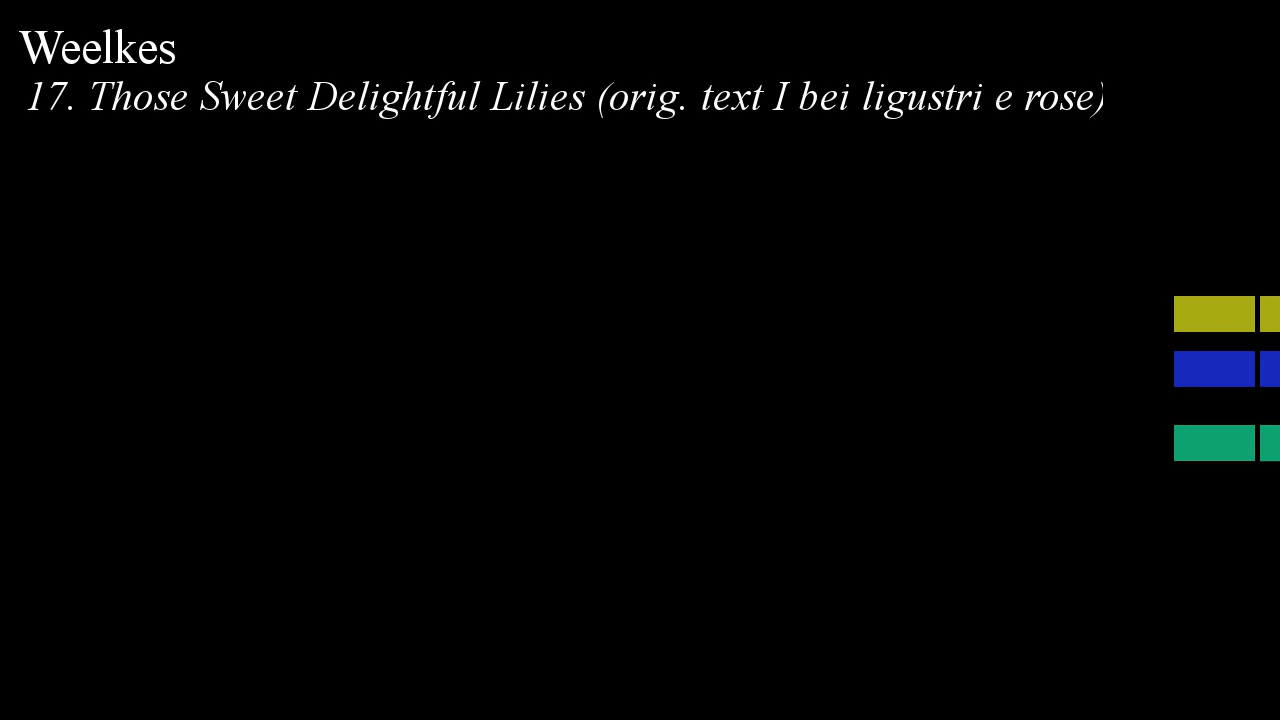 Weelkes
17. Those Sweet Delightful Lilies (orig. text I bei ligustri e rose)